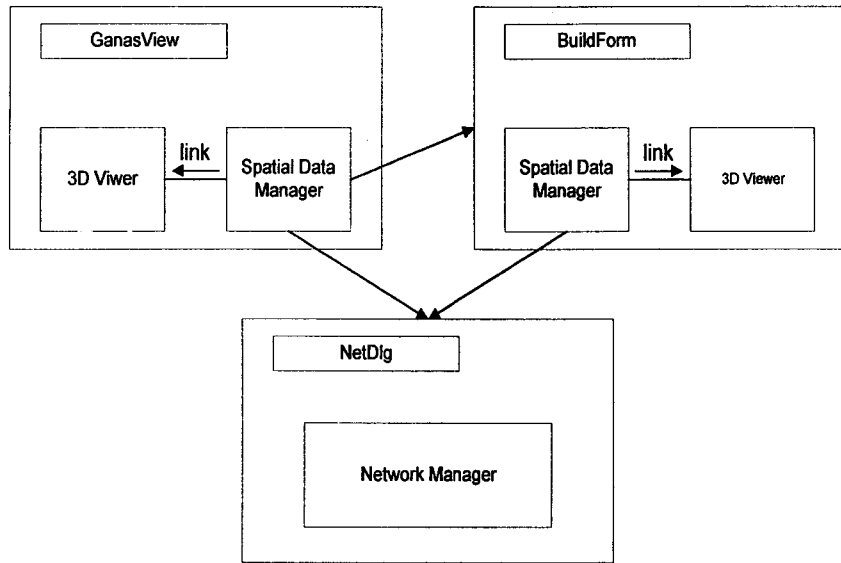 GanasView
BuildForm
3D Viwer
link
Spatial Data
Manager
Spatial Data
Manager
link
3D Viewer
NetDlg
Network Manager